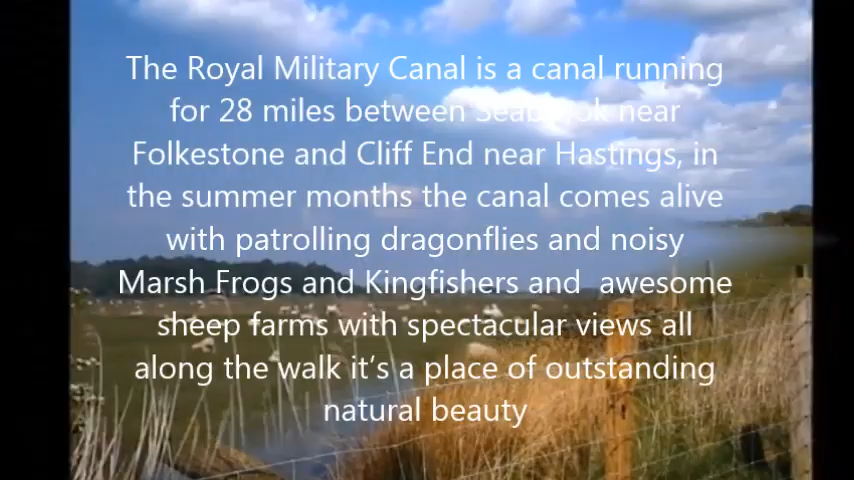 The Royal Military Canal is a canal running
for 28 miles between Seabrook near
Folkestone and Cliff End near Hastings, in
the summer months the canal comes alive
with patrolling dragonflies and noisy
Marsh Frogs and Kingfishers and  awesome
sheep farms with spectacular views all
along the walk it’s a place of outstanding
natural beauty